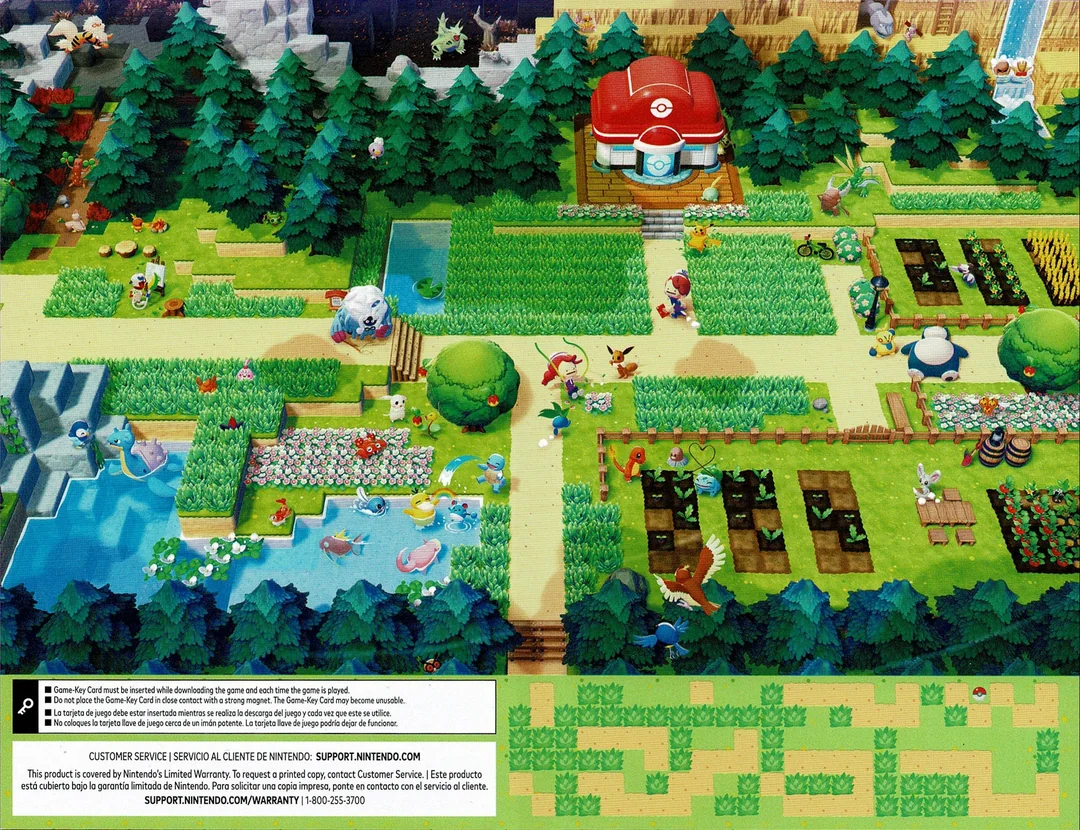 ■ Game-Key Card must be inserted while downloading the game and each time the game is played.
■ Do not place the Game-Key Card in close contact with a strong magnet. The Game-Key Card may become unusable.
■ La tarjeta de juego debe estar insertada mientras se realiza la descarga del juego y cada vez que este se utilice.
■ No coloques la tarjeta llave de juego cerca de un imán potente. La tarjeta llave de juego podría dejar de funcionar.
CUSTOMER SERVICE | SERVICIO AL CLIENTE DE NINTENDO: SUPPORT.NINTENDO.COM
This product is covered by Nintendo's Limited Warranty. To request a printed copy, contact Customer Service. | Este producto
está cubierto bajo la garantía limitada de Nintendo. Para solicitar una copia impresa, ponte en contacto con el servicio al cliente.
SUPPORT.NINTENDO.COM/WARRANTY | 1-800-255-3700